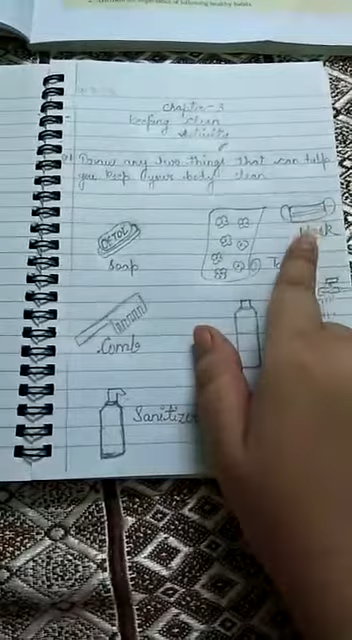 Chapter-3
Keeping clean
Activity
Q1 Draw any two things that can help
you keep your body clean
DETOL
Soap
Mask
Comb
Sanitizer